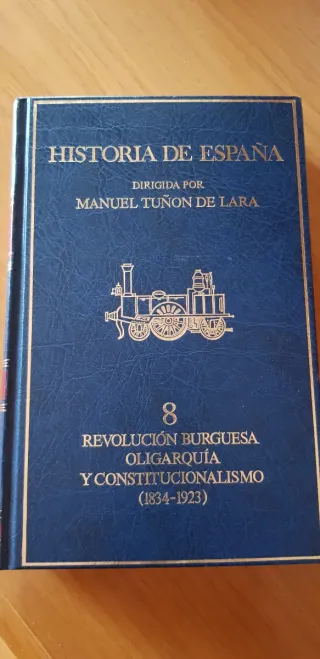 HISTORIA DE ESPAÑA
DIRIGIDA POR
MANUEL TUÑON DE LARA
8
REVOLUCIÓN BURGUESA
OLIGARQUÍA
Y CONSTITUCIONALISMO
(1834-1923)